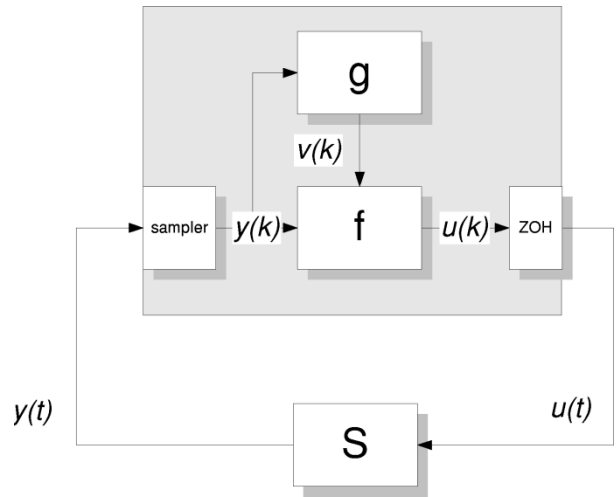 g
v(k)
sampler
y(k)
f
u(k)
ZOH
y(t)
S
u(t)